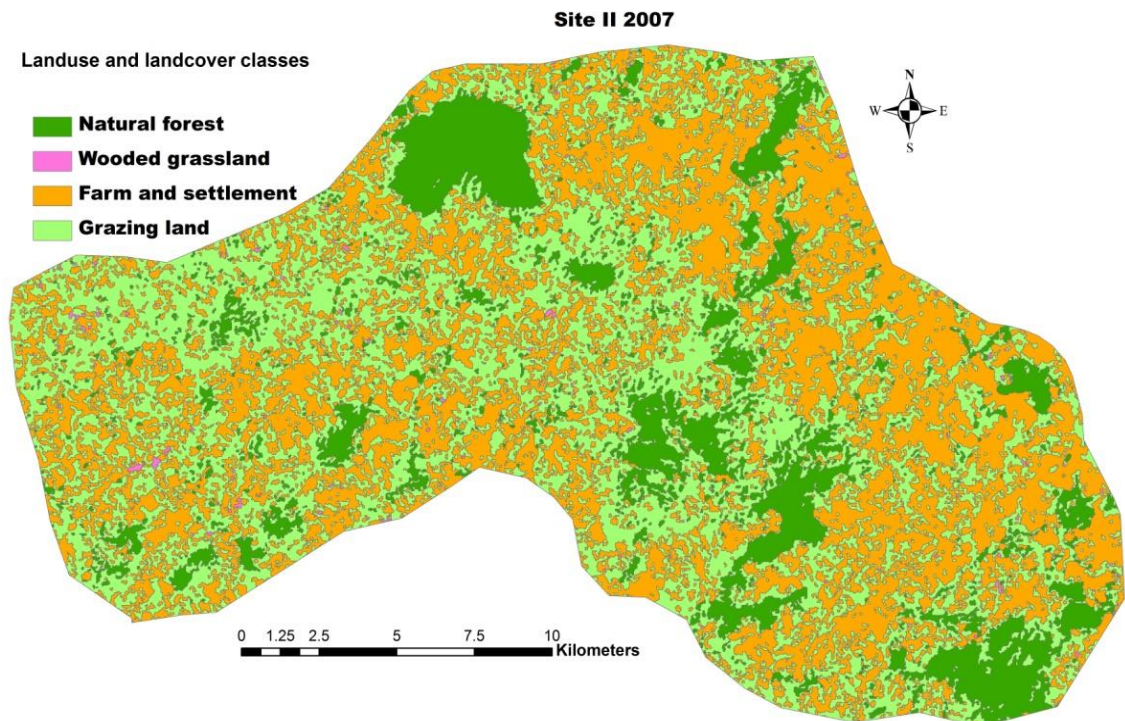 Site II 2007
Landuse and landcover classes
Natural forest
Wooded grassland
Farm and settlement
Grazing land
N
W E
S
0 1.25 2.5 5 7.5 10
Kilometers